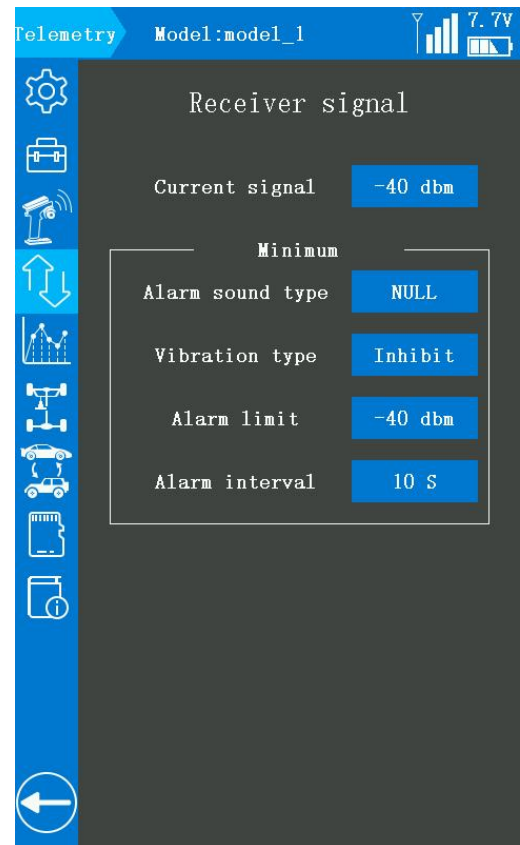 Telemetry
Model:model_1
7.7V
Receiver signal
Current signal -40 dbm
Minimum
Alarm sound type NULL
Vibration type Inhibit
Alarm limit -40 dbm
Alarm interval 10 S